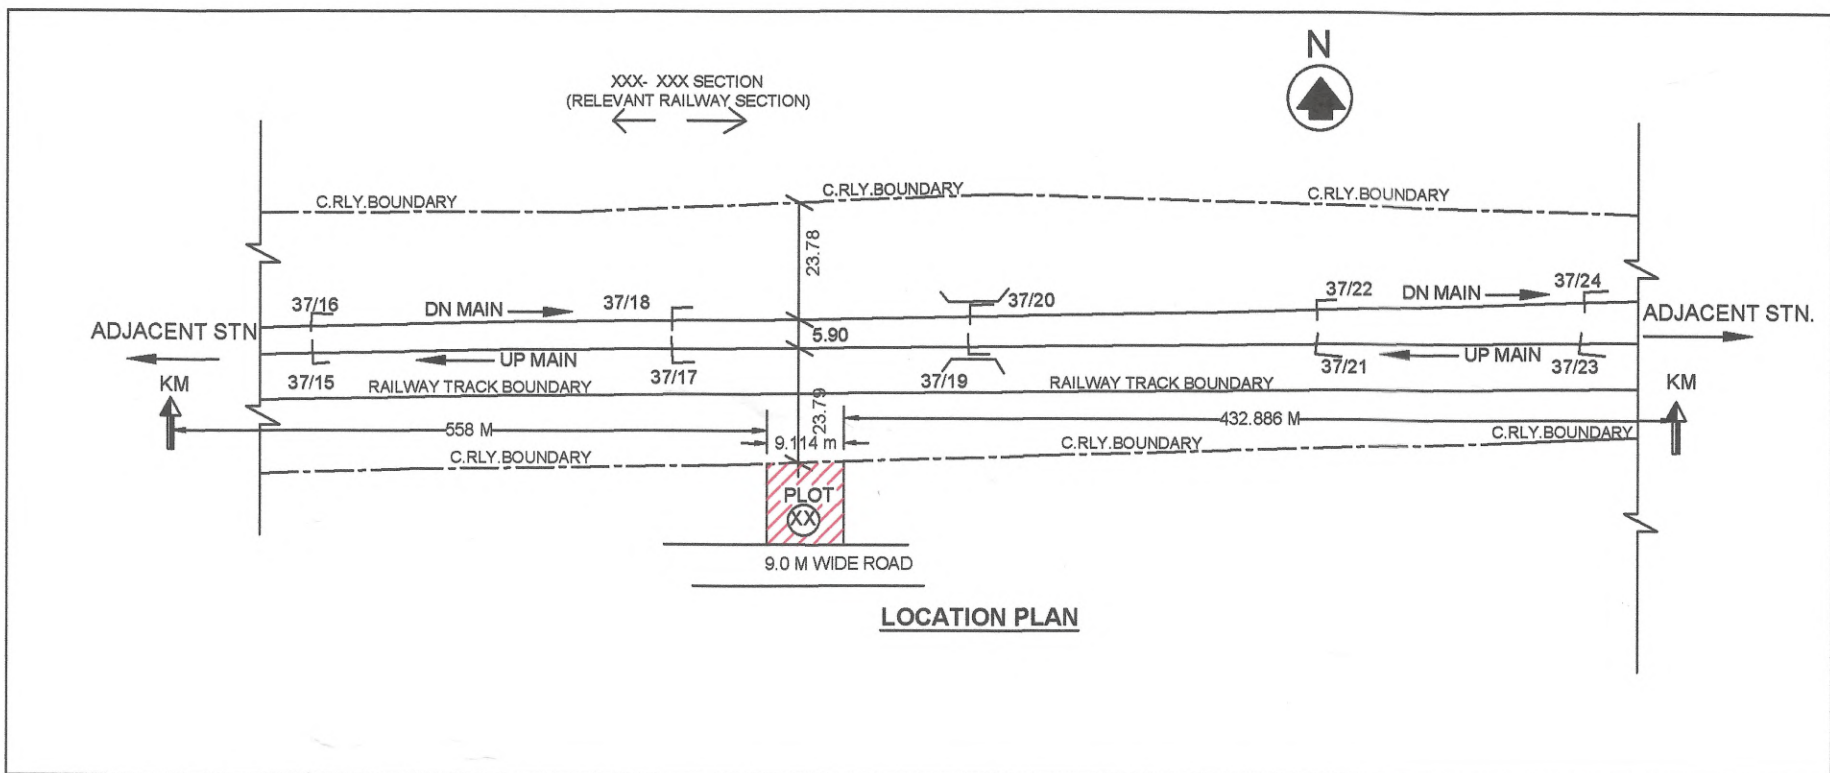 N
XXX- XXX SECTION
(RELEVANT RAILWAY SECTION)
C.RLY.BOUNDARY
C.RLY.BOUNDARY
C.RLY.BOUNDARY
23.78
37/16
DN MAIN
37/18
37/20
37/22
DN MAIN
37/24
ADJACENT STN
5.90
ADJACENT STN.
UP MAIN
UP MAIN
37/15
37/17
37/19
37/21
37/23
KM
RAILWAY TRACK BOUNDARY
RAILWAY TRACK BOUNDARY
KM
23.79
558 M
432.886 M
9.114 m
C.RLY.BOUNDARY
C.RLY.BOUNDARY
C.RLY.BOUNDARY
PLOT
XX
9.0 M WIDE ROAD
LOCATION PLAN